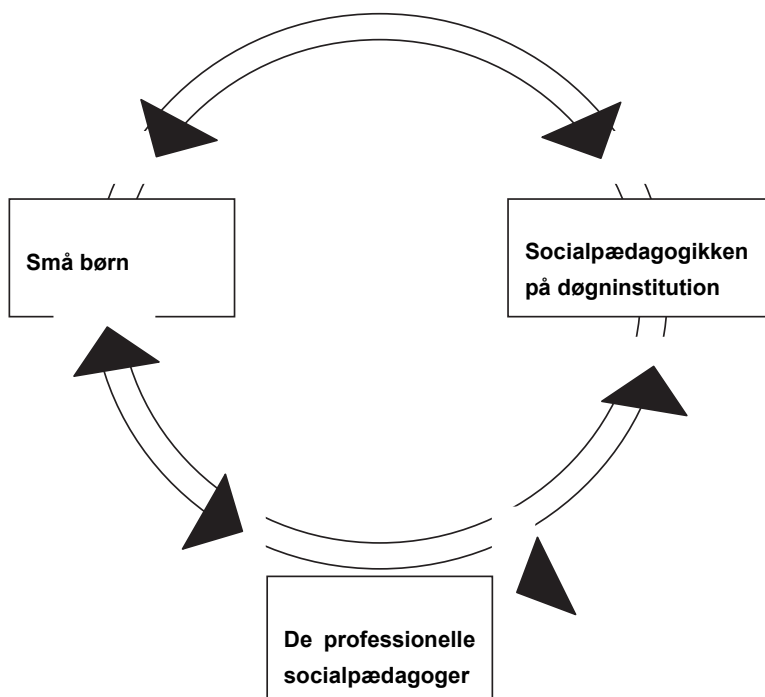 Små børn
Socialpædagogikken
på døgninstitution
De professionelle
socialpædagoger